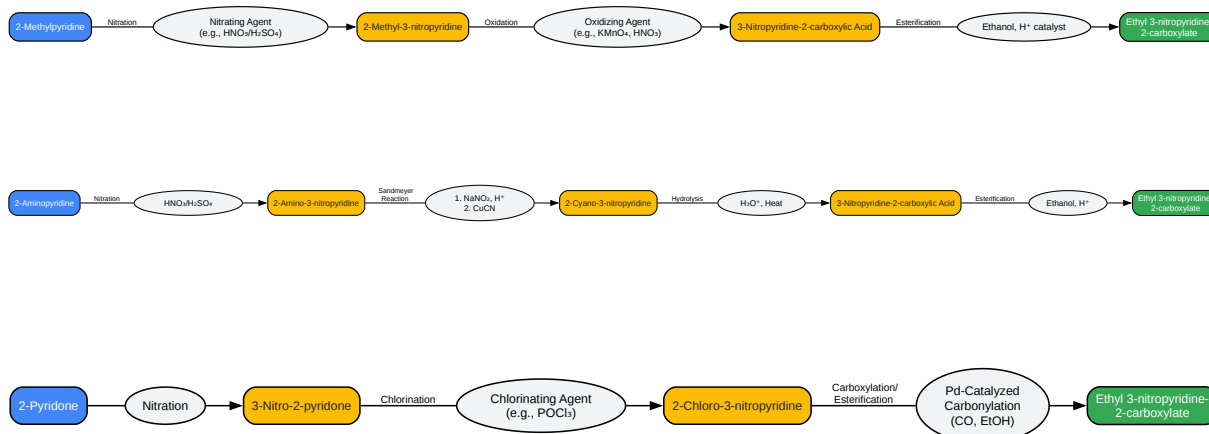 2-Methylpyridine
Nitration
Nitrating Agent
(e.g., HNO₃/H₂SO₄)
2-Methyl-3-nitropyridine
Oxidation
Oxidizing Agent
(e.g., KMnO₄, HNO₃)
3-Nitropyridine-2-carboxylic Acid
Esterification
Ethanol, H⁺ catalyst
Ethyl 3-nitropyridine-
2-carboxylate
2-Aminopyridine
Nitration
HNO₃/H₂SO₄
2-Amino-3-nitropyridine
Sandmeyer
Reaction
1. NaNO₂, H⁺
2. CuCN
2-Cyano-3-nitropyridine
Hydrolysis
H₃O⁺, Heat
3-Nitropyridine-2-carboxylic Acid
Esterification
Ethanol, H⁺
Ethyl 3-nitropyridine-
2-carboxylate
2-Pyridone
Nitration
3-Nitro-2-pyridone
Chlorination
Chlorinating Agent
(e.g., POCl₃)
2-Chloro-3-nitropyridine
Carboxylation/
Esterification
Pd-Catalyzed
Carbonylation
(CO, EtOH)
Ethyl 3-nitropyridine-
2-carboxylate